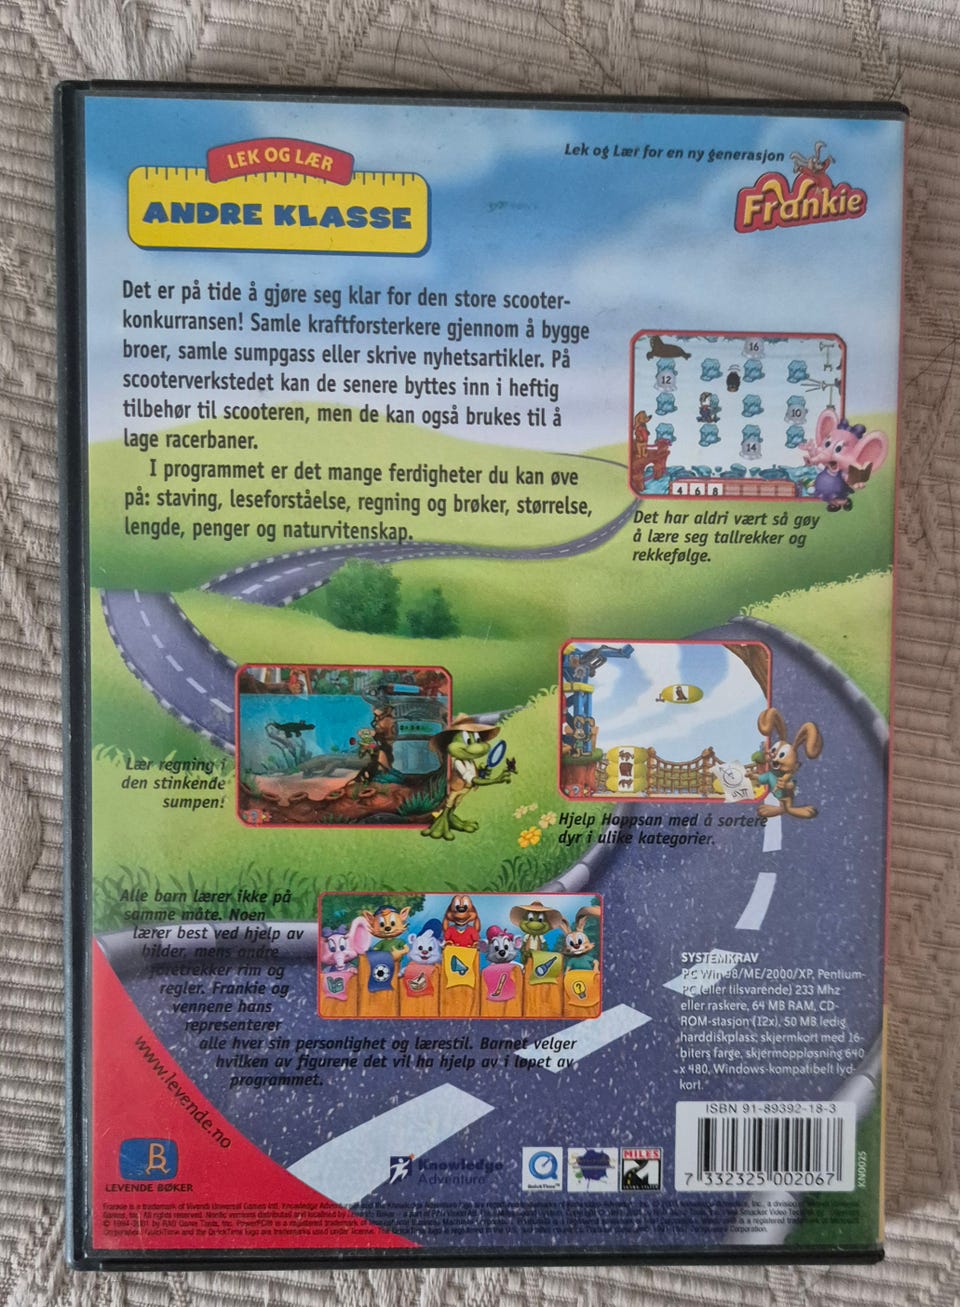 LEK OG LÆR
ANDRE KLASSE
Lek og Lær for en ny generasjon
Frankie
Det er på tide å gjøre seg klar for den store scooter-
konkurransen! Samle kraftforsterkere gjennom å bygge
broer, samle sumpgass eller skrive nyhetsartikler. På
scooterverkstedet kan de senere byttes inn i heftig
tilbehør til scooteren, men de kan også brukes til å
lage racerbaner.
I programmet er det mange ferdigheter du kan øve
på: staving, leseforståelse, regning og brøker, størrelse,
lengde, penger og naturvitenskap.
16
12
10
14
4 6 8
Det har aldri vært så gøy
å lære seg tallrekker og
rekkefølge.
Lær regning i
den stinkende
sumpen!
Hjelp Hoppsan med å sortere
dyr i ulike kategorier.
Alle barn lærer ikke på
samme måte. Noen
lærer best ved hjelp av
bilder, mens andre
foretrekker rim og
regler. Frankie og
vennene hans
representerer
alle hver sin personlighet og lærestil. Barnet velger
hvilken av figurene det vil ha hjelp av i løpet av
programmet.
SYSTEMKRAV
PC Win 98/ME/2000/XP, Pentium-
PC (eller tilsvarende) 233 Mhz
eller raskere, 64 MB RAM, CD-
ROM-stasjon (12x), 50 MB ledig
harddiskplass, skjermkort med 16-
biters farge, skjermoppløsning 640
x 480, Windows-kompatibelt lyd-
kort.
www.levende.no
LEVENDE BØKER
Knowledge
Adventure
QuickTime
MILES
ISBN 91-89392-18-3
7 332325 002067
KN0025